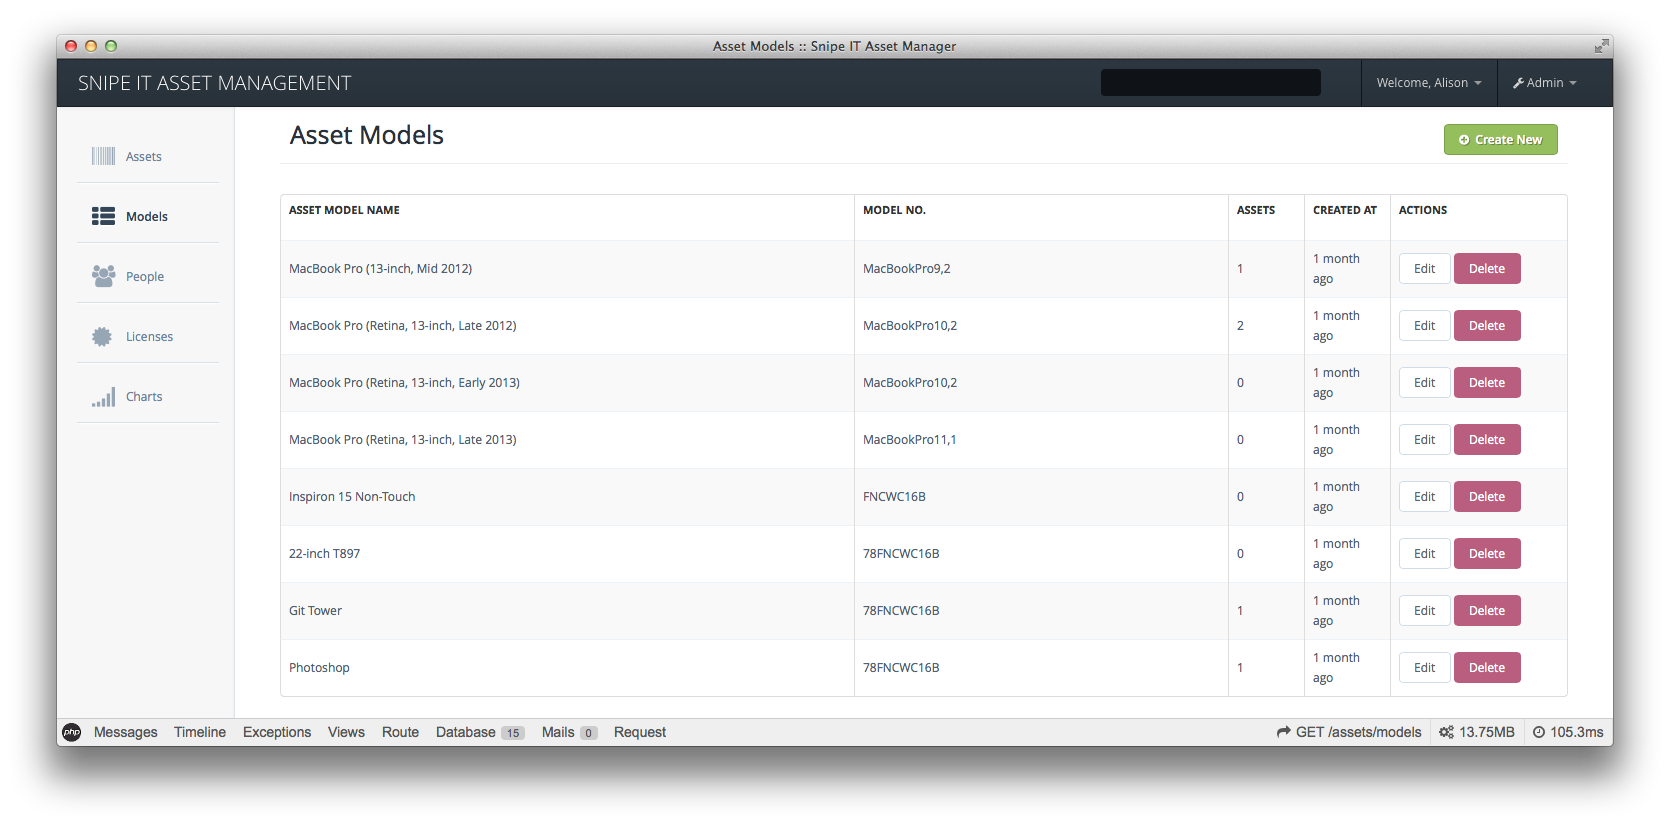 Asset Models :: Snipe IT Asset Manager
SNIPE IT ASSET MANAGEMENT
Welcome, Alison
Admin
Assets
Models
People
Licenses
Charts
Asset Models
Create New
ASSET MODEL NAME MODEL NO. ASSETS CREATED AT ACTIONS
MacBook Pro (13-inch, Mid 2012) MacBookPro9,2 1 1 month ago Edit Delete
MacBook Pro (Retina, 13-inch, Late 2012) MacBookPro10,2 2 1 month ago Edit Delete
MacBook Pro (Retina, 13-inch, Early 2013) MacBookPro10,2 0 1 month ago Edit Delete
MacBook Pro (Retina, 13-inch, Late 2013) MacBookPro11,1 0 1 month ago Edit Delete
Inspiron 15 Non-Touch FNCWC16B 0 1 month ago Edit Delete
22-inch T897 78FNCWC16B 0 1 month ago Edit Delete
Git Tower 78FNCWC16B 1 1 month ago Edit Delete
Photoshop 78FNCWC16B 1 1 month ago Edit Delete
php Messages Timeline Exceptions Views Route Database 15 Mails 0 Request GET /assets/models 13.75MB 105.3ms